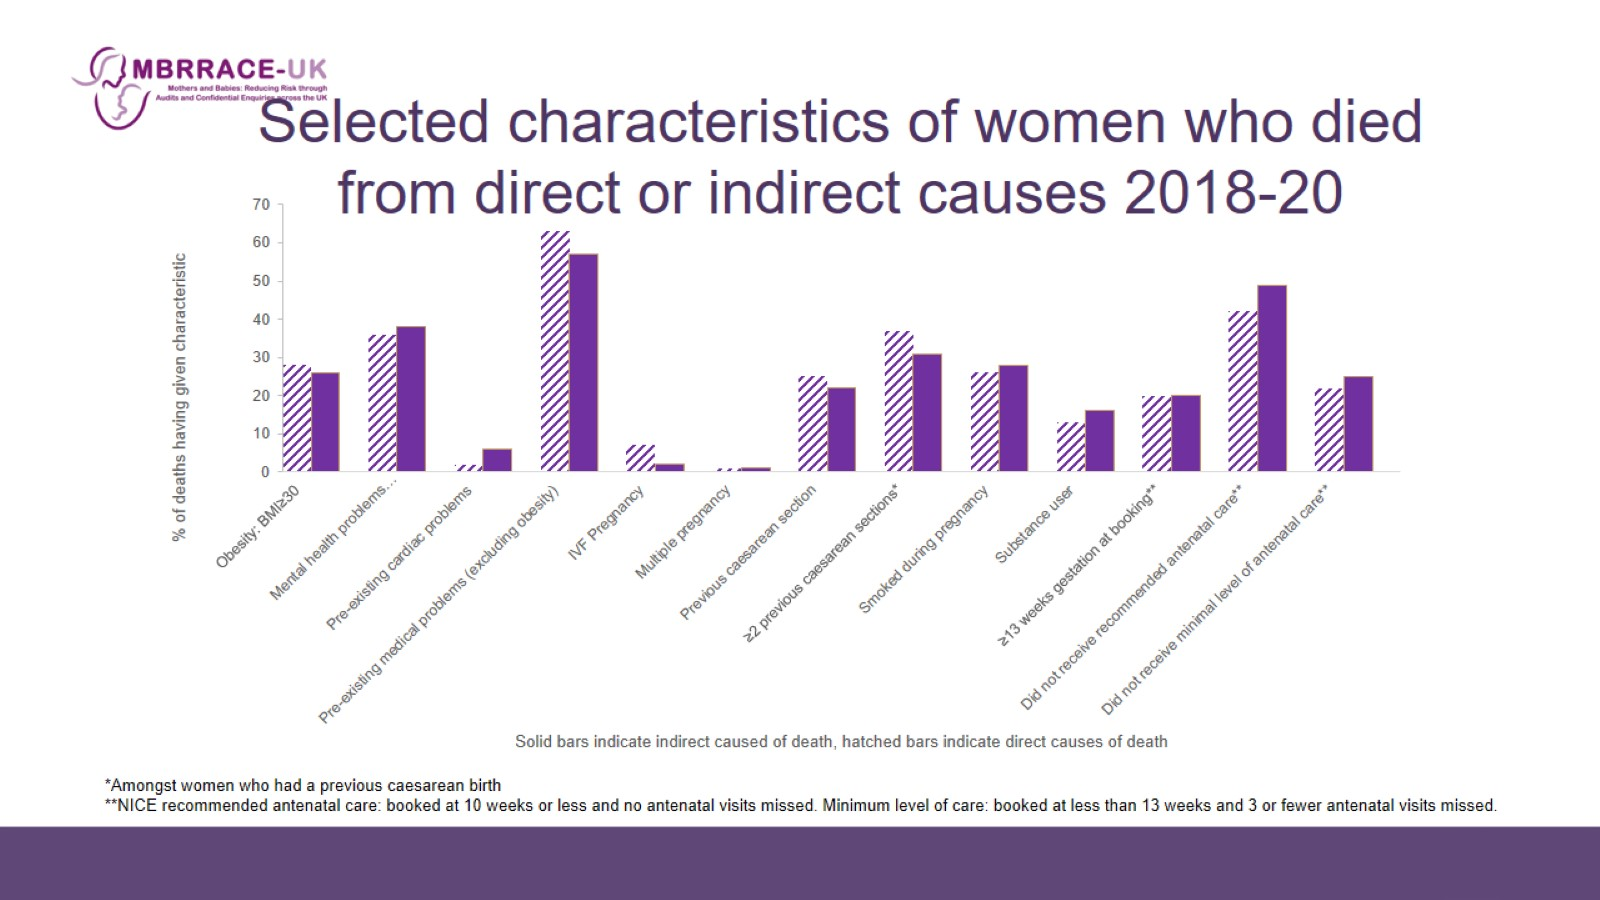 MBRRACE-UK
Mothers and Babies: Reducing Risk through
Audits and Confidential Enquiries across the UK
Selected characteristics of women who died
from direct or indirect causes 2018-20
% of deaths having given characteristic
70
60
50
40
30
20
10
0
Obesity: BMI≥30
Mental health problems…
Pre-existing cardiac problems
Pre-existing medical problems (excluding obesity)
IVF Pregnancy
Multiple pregnancy
Previous caesarean section
≥2 previous caesarean sections*
Smoked during pregnancy
Substance user
≥13 weeks gestation at booking**
Did not receive recommended antenatal care**
Did not receive minimal level of antenatal care**
Solid bars indicate indirect caused of death, hatched bars indicate direct causes of death
*Amongst women who had a previous caesarean birth
**NICE recommended antenatal care: booked at 10 weeks or less and no antenatal visits missed. Minimum level of care: booked at less than 13 weeks and 3 or fewer antenatal visits missed.